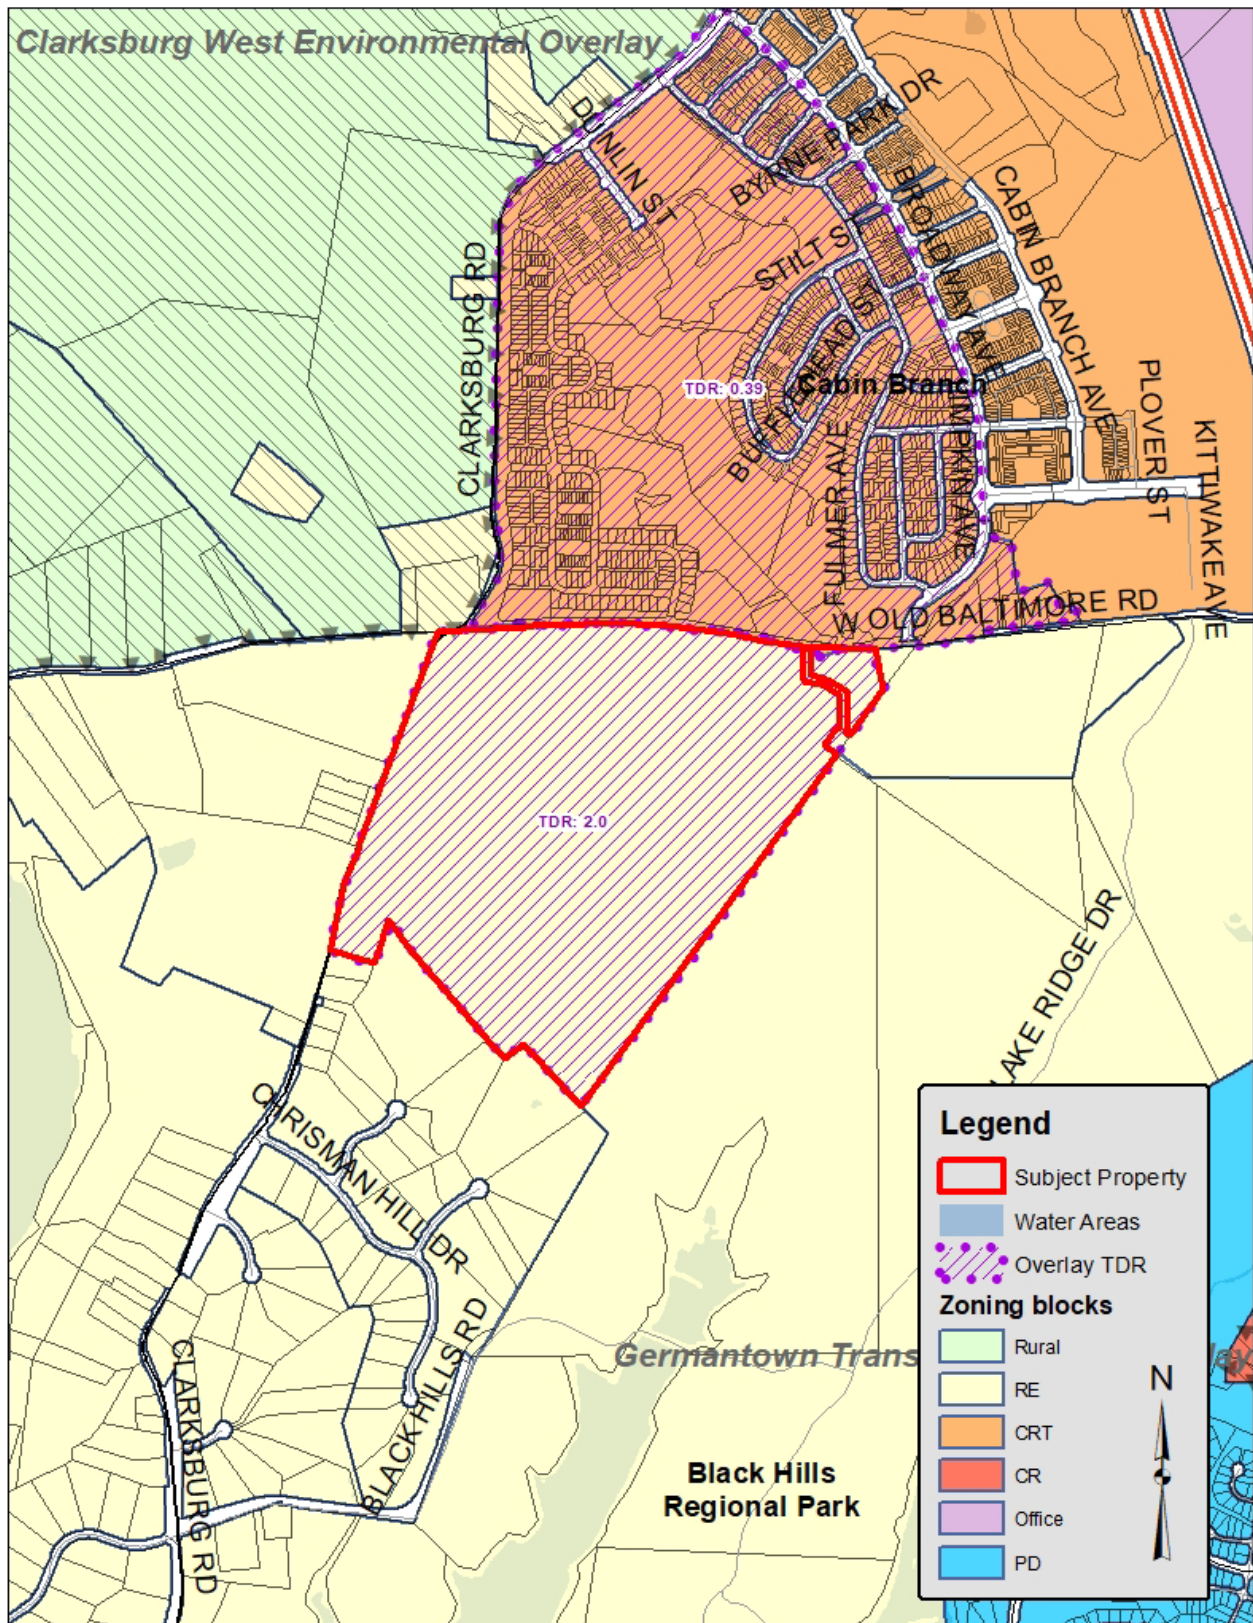 Clarksburg West Environmental Overlay
DUNLIN ST
BYRNE PARK DR
BROADWAY AVE
CABIN BRANCH AVE
STILT ST
CLARKSBURG RD
TDR: 0.39
Cabin Branch
BUFFLEHEAD ST
PLOVER ST
KITTIWAKE AVE
FULMER AVE
W OLD BALTIMORE RD
TDR: 2.0
LAKE RIDGE DR
CHRISMAN HILL DR
BLACK HILLS RD
CLARKSBURG RD
Germantown Trans
lay
Black Hills
Regional Park
Legend
Subject Property
Water Areas
Overlay TDR
Zoning blocks
Rural
RE
CRT
CR
Office
PD
N